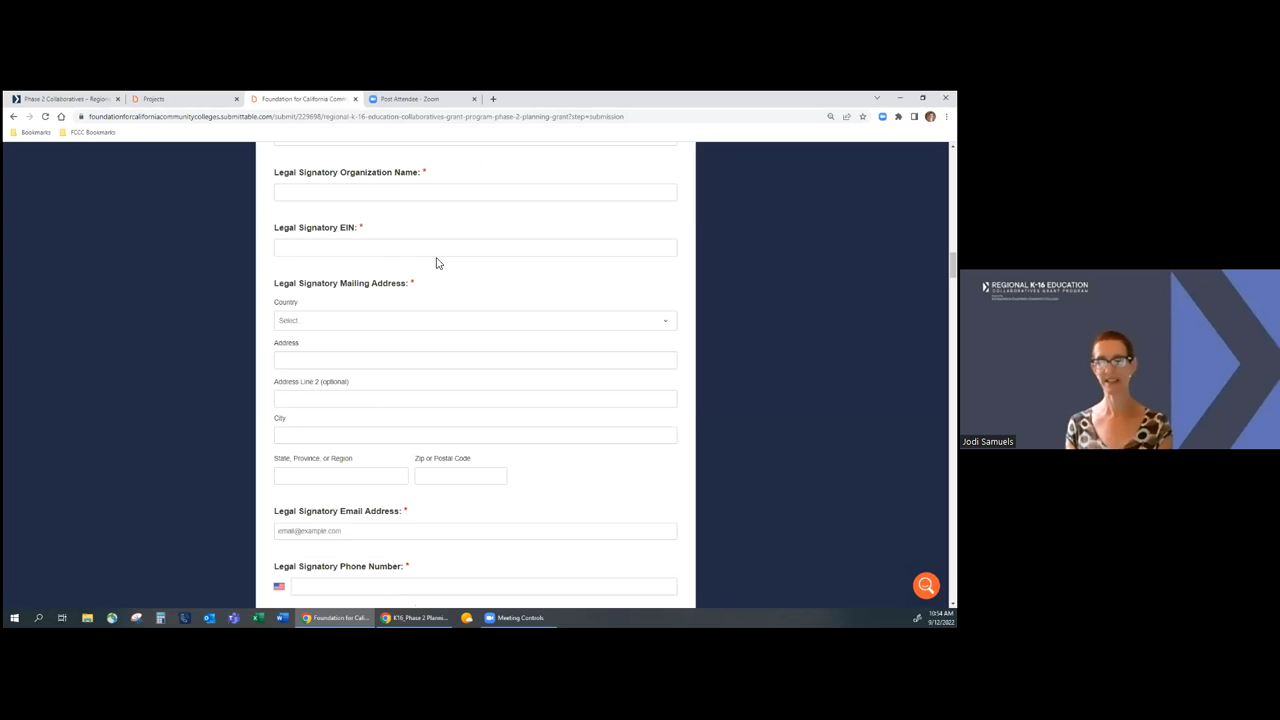 Phase 2 Collaboratives – Region
Projects
Foundation for California Comm
Post Attendee - Zoom
foundationforcaliforniacommunitycolleges.submittable.com/submit/229698/regional-k-16-education-collaboratives-grant-program-phase-2-planning-grant?step=submission
Bookmarks
FCCC Bookmarks
Legal Signatory Organization Name: *
Legal Signatory EIN: *
Legal Signatory Mailing Address: *
Country
Select...
Address
Address Line 2 (optional)
City
State, Province, or Region
Zip or Postal Code
Legal Signatory Email Address: *
email@example.com
Legal Signatory Phone Number: *
Foundation for Cali...
K16_Phase 2 Planni...
Meeting Controls
10:54 AM
9/12/2022
REGIONAL K-16 EDUCATION
COLLABORATIVES GRANT PROGRAM
Jodi Samuels